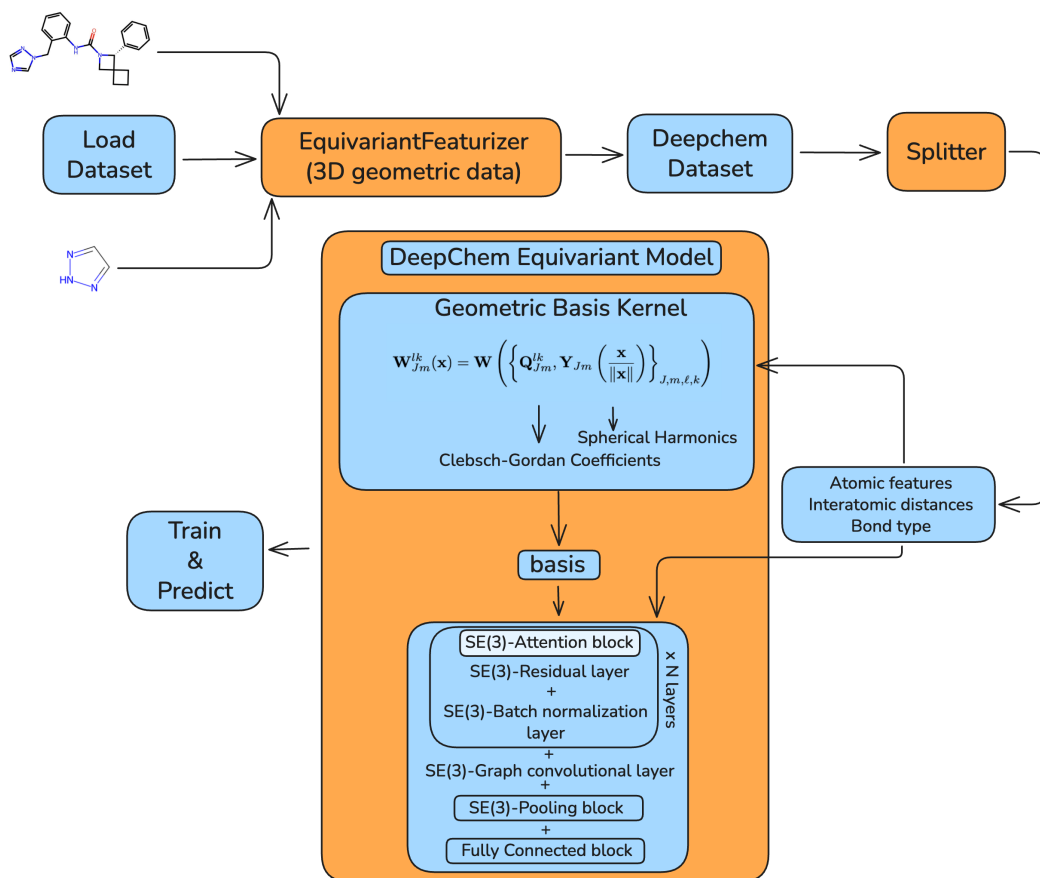 N
N
N
NH
O
N
Load
Dataset
EquivariantFeaturizer
(3D geometric data)
Deepchem
Dataset
Splitter
N
HN
N
DeepChem Equivariant Model
Geometric Basis Kernel
W^{lk}_{Jm}(x) = W ( { Q^{lk}_{Jm}, Y_{Jm} ( x / ‖x‖ ) }_{J,m,ℓ,k} )
Spherical Harmonics
Clebsch-Gordan Coefficients
Atomic features
Interatomic distances
Bond type
Train
&
Predict
basis
SE(3)-Attention block
SE(3)-Residual layer
+
SE(3)-Batch normalization
layer
x N layers
+
SE(3)-Graph convolutional layer
+
SE(3)-Pooling block
+
Fully Connected block